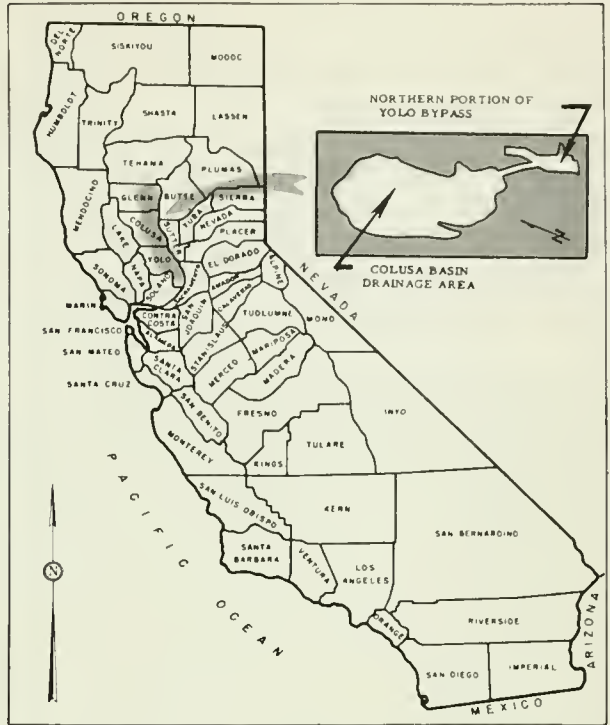 OREGON
DEL NORTE
SISKIYOU
MODOC
HUMBOLDT
TRINITY
SHASTA
LASSEN
NORTHERN PORTION OF
YOLO BYPASS
TEHAMA
PLUMAS
MENDOCINO
GLENN
BUTTE
SIERRA
YUBA
NEVADA
COLUSA
SUTTER
PLACER
LAKE
YOLO
EL DORADO
COLUSA BASIN
DRAINAGE AREA
SONOMA
NAPA
SOLANO
SACRAMENTO
AMADOR
ALPINE
NEVADA
MARIN
CONTRA
COSTA
SAN
JOAQUIN
CALAVERAS
TUOLUMNE
MONO
SAN FRANCISCO
ALAMEDA
STANISLAUS
MARIPOSA
SAN MATEO
SANTA
CLARA
MERCED
MADERA
SANTA CRUZ
SAN BENITO
FRESNO
INYO
MONTEREY
KINGS
TULARE
PACIFIC OCEAN
SAN LUIS OBISPO
KERN
SAN BERNARDINO
SANTA
BARBARA
VENTURA
LOS
ANGELES
N
ORANGE
RIVERSIDE
ARIZONA
SAN DIEGO
IMPERIAL
MEXICO